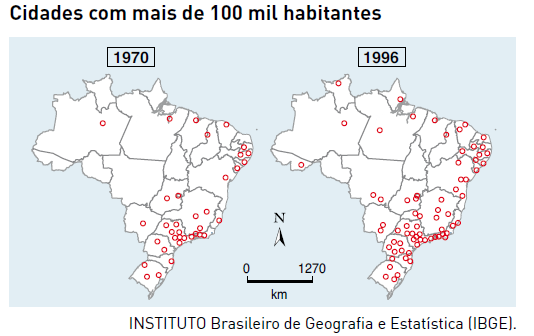 Cidades com mais de 100 mil habitantes
1970
1996
N
0 1270
km
INSTITUTO Brasileiro de Geografia e Estatística (IBGE).